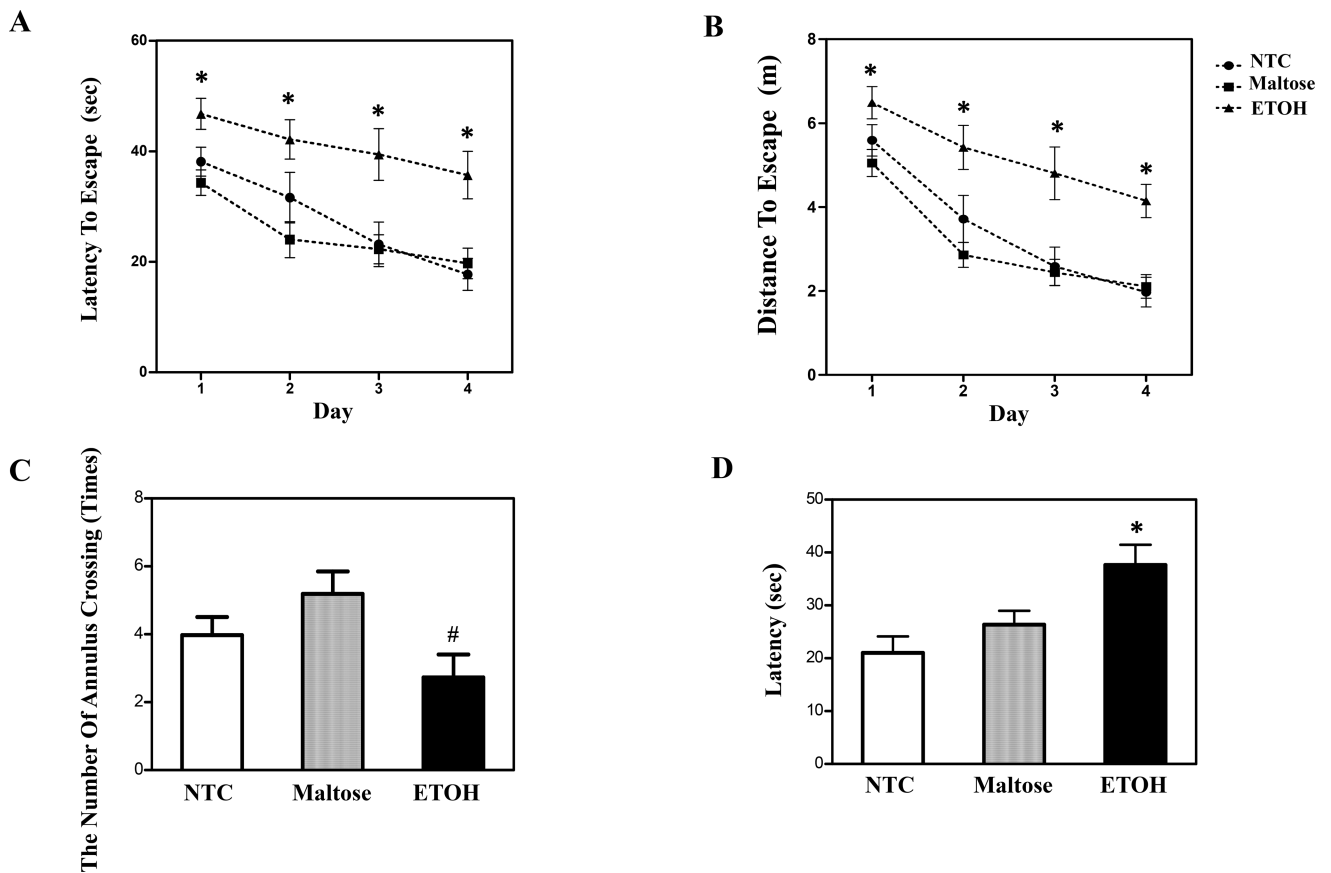 A
Latency To Escape (sec)
60
40
20
0
*
*
*
*
1 2 3 4
Day
B
Distance To Escape (m)
8
6
4
2
0
*
*
*
*
1 2 3 4
Day
NTC
Maltose
ETOH
C
The Number Of Annulus Crossing (Times)
8
6
4
2
0
#
NTC Maltose ETOH
D
Latency (sec)
50
40
30
20
10
0
*
NTC Maltose ETOH